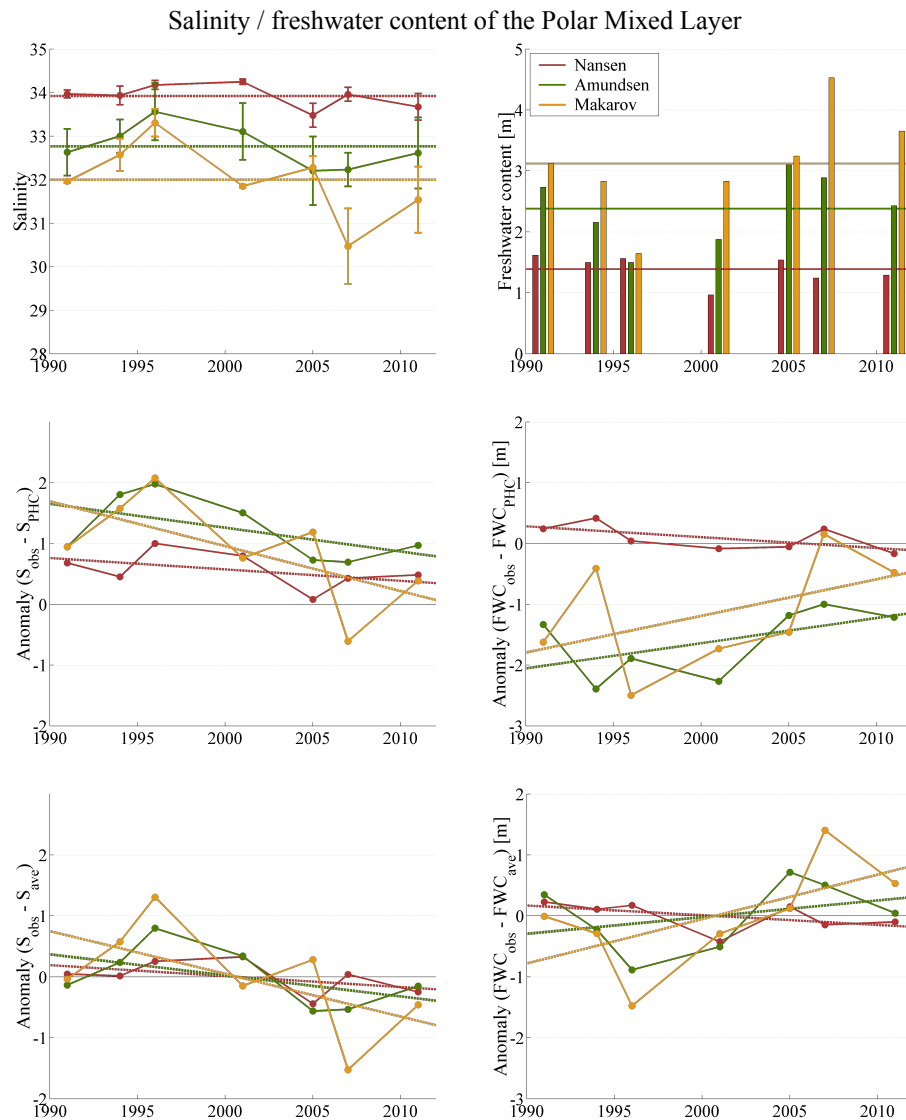 Salinity / freshwater content of the Polar Mixed Layer
35
34
33
32
31
30
29
28
Salinity
1990 1995 2000 2005 2010
5
4
3
2
1
0
Freshwater content [m]
Nansen
Amundsen
Makarov
1990 1995 2000 2005 2010
2
1
0
-1
-2
Anomaly (S_obs - S_PHC)
1990 1995 2000 2005 2010
2
1
0
-1
-2
-3
Anomaly (FWC_obs - FWC_PHC) [m]
1990 1995 2000 2005 2010
2
1
0
-1
-2
Anomaly (S_obs - S_ave)
1990 1995 2000 2005 2010
2
1
0
-1
-2
-3
Anomaly (FWC_obs - FWC_ave) [m]
1990 1995 2000 2005 2010